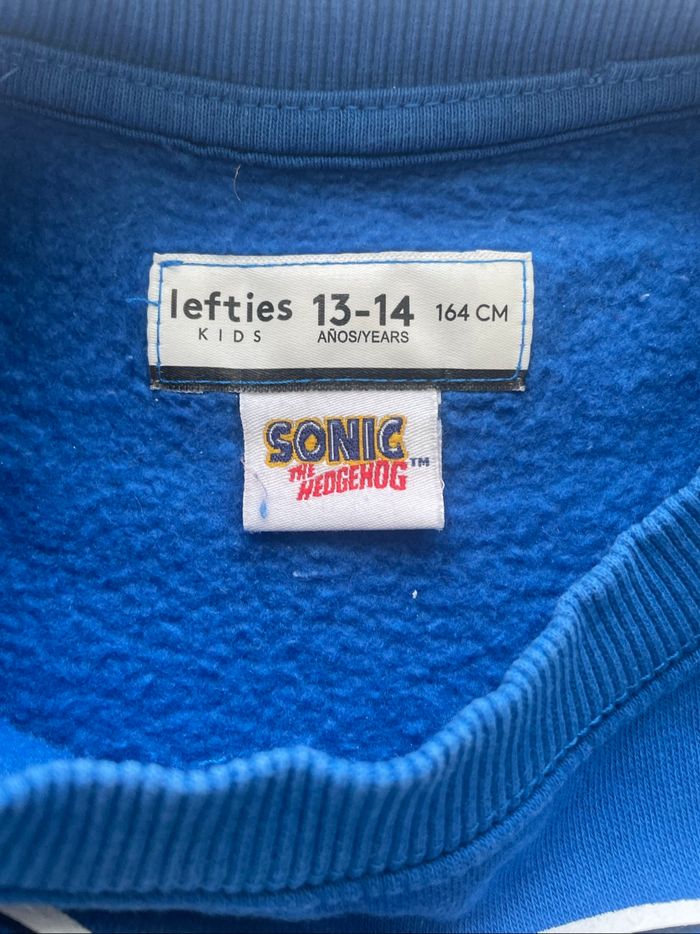 lefties 13-14 164 CM
KIDS AÑOS/YEARS
SONIC
THE
HEDGEHOG™